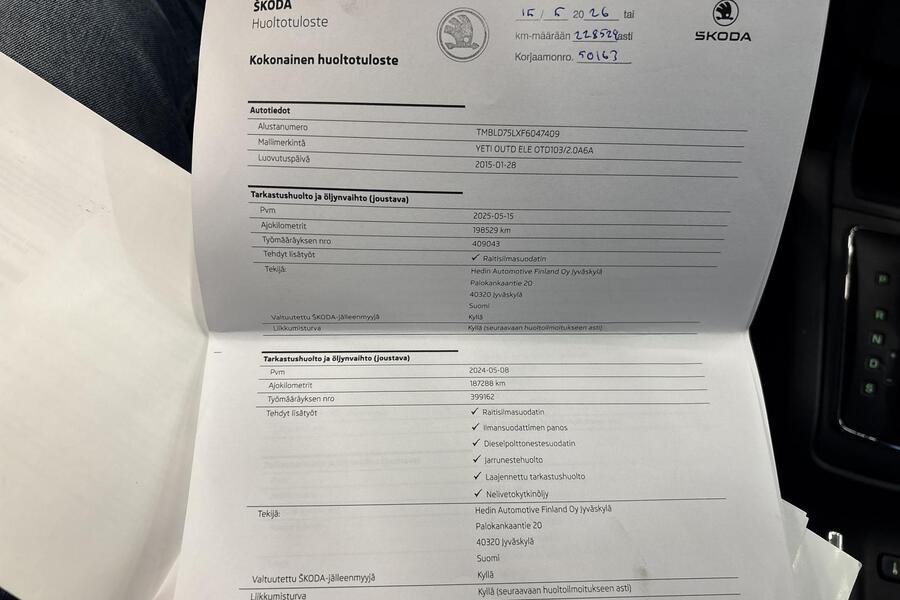 ŠKODA
Huoltotuloste
15 / 5 2026 tai
km-määrään 228529 asti
Korjaamonro. 50163
ŠKODA
Kokonainen huoltotuloste
Autotiedot
Alustanumero TMBLD75LXF6047409
Mallimerkintä YETI OUTD ELE OTD103/2.0A6A
Luovutuspäivä 2015-01-28
Tarkastushuolto ja öljynvaihto (joustava)
Pvm 2025-05-15
Ajokilometrit 198529 km
Työmääräyksen nro 409043
Tehdyt lisätyöt ✓ Raitisilmasuodatin
Tekijä: Hedin Automotive Finland Oy Jyväskylä
Palokankaantie 20
40320 Jyväskylä
Suomi
Valtuutettu ŠKODA-jälleenmyyjä Kyllä
Liikkumisturva Kyllä (seuraavaan huoltoilmoitukseen asti)
Tarkastushuolto ja öljynvaihto (joustava)
Pvm 2024-05-08
Ajokilometrit 187288 km
Työmääräyksen nro 399162
Tehdyt lisätyöt ✓ Raitisilmasuodatin
✓ Ilmansuodattimen panos
✓ Dieselpolttonestesuodatin
✓ Jarrunestehuolto
✓ Laajennettu tarkastushuolto
✓ Nelivetokytkinöljy
Tekijä: Hedin Automotive Finland Oy Jyväskylä
Palokankaantie 20
40320 Jyväskylä
Suomi
Valtuutettu ŠKODA-jälleenmyyjä Kyllä
Liikkumisturva Kyllä (seuraavaan huoltoilmoitukseen asti)
P
R
N
D
S